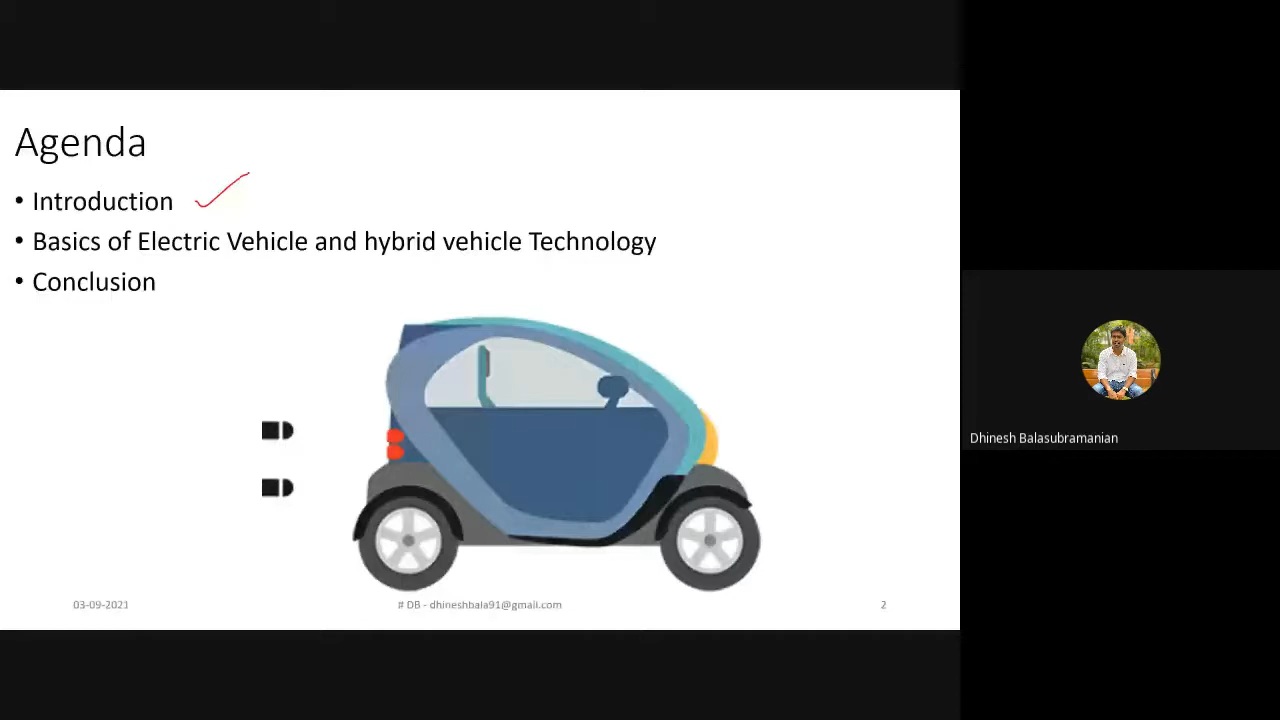 Agenda
• Introduction
• Basics of Electric Vehicle and hybrid vehicle Technology
• Conclusion
Dhinesh Balasubramanian
03-09-2021 # DB - dhineshbala91@gmail.com 2